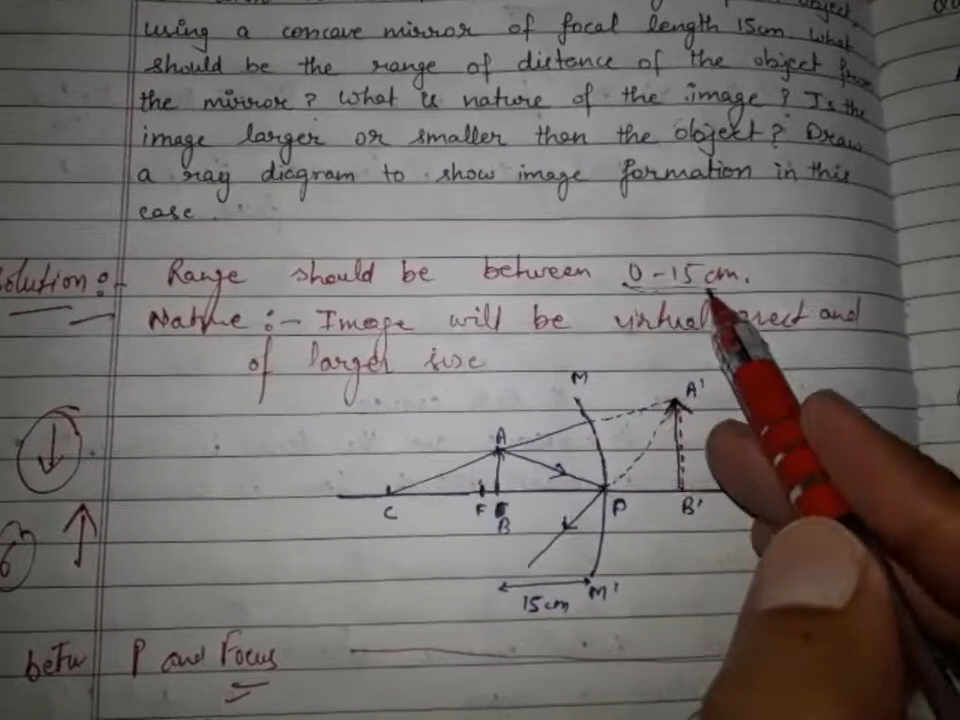 object
using a concave mirror of focal length 15cm. What
should be the range of distance of the object from
the mirror? What is nature of the image? Is the
image larger or smaller than the object? Draw
a ray diagram to show image formation in this
case.
Solution:- Range should be between 0-15cm.
Nature:- Image will be virtual erect and
of larger size
M
A'
A
C
F
B
P
B'
15cm
M'
betw P and Focus